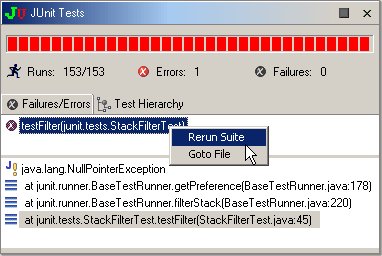 JUnit Tests
Runs: 153/153 Errors: 1 Failures: 0
Failures/Errors Test Hierarchy
testFilter(junit.tests.StackFilterTest)
Rerun Suite
Goto File
java.lang.NullPointerException
at junit.runner.BaseTestRunner.getPreference(BaseTestRunner.java:178)
at junit.runner.BaseTestRunner.filterStack(BaseTestRunner.java:220)
at junit.tests.StackFilterTest.testFilter(StackFilterTest.java:45)